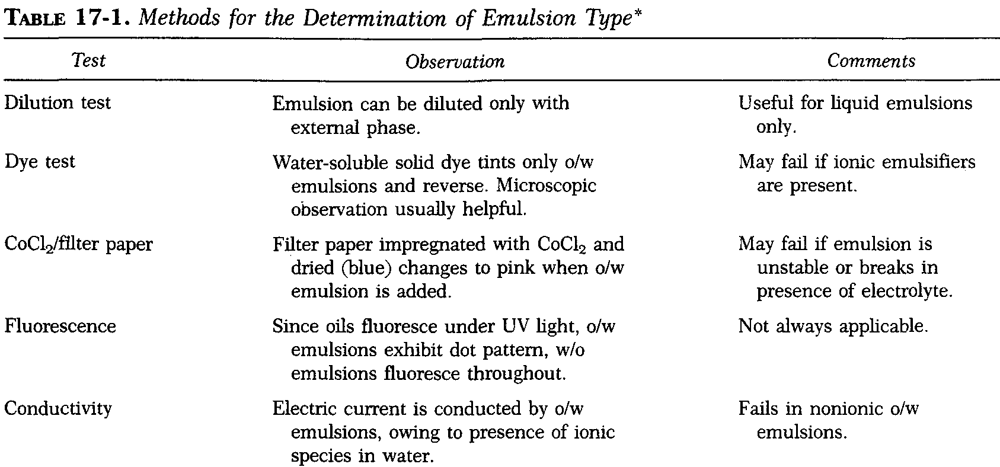 TABLE 17-1. Methods for the Determination of Emulsion Type*
Test Observation Comments
Dilution test Emulsion can be diluted only with Useful for liquid emulsions
external phase. only.
Dye test Water-soluble solid dye tints only o/w May fail if ionic emulsifiers
emulsions and reverse. Microscopic are present.
observation usually helpful.
CoCl₂/filter paper Filter paper impregnated with CoCl₂ and May fail if emulsion is
dried (blue) changes to pink when o/w unstable or breaks in
emulsion is added. presence of electrolyte.
Fluorescence Since oils fluoresce under UV light, o/w Not always applicable.
emulsions exhibit dot pattern, w/o
emulsions fluoresce throughout.
Conductivity Electric current is conducted by o/w Fails in nonionic o/w
emulsions, owing to presence of ionic emulsions.
species in water.